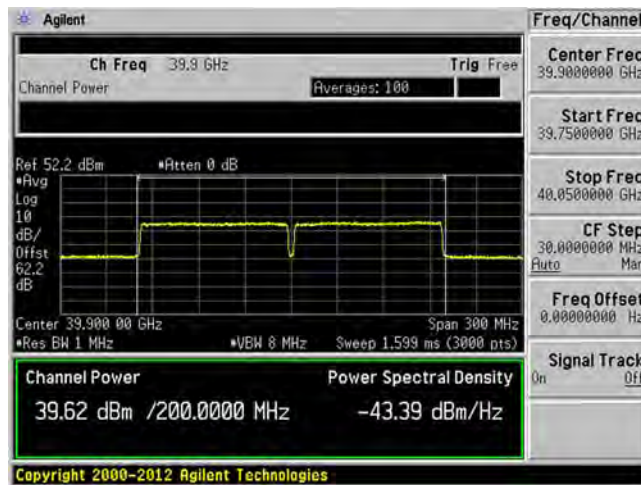 Agilent
Freq/Channel
Ch Freq 39.9 GHz Trig Free
Channel Power Averages: 100
Center Freq
39.9000000 GHz
Start Freq
39.7500000 GHz
Stop Freq
40.0500000 GHz
CF Step
30.0000000 MHz
Auto Man
Freq Offset
0.00000000 Hz
Signal Track
On Off
Ref 52.2 dBm #Atten 0 dB
#Avg
Log
10
dB/
Offst
62.2
dB
Center 39.900 00 GHz Span 300 MHz
#Res BW 1 MHz #VBW 8 MHz Sweep 1.599 ms (3000 pts)
Channel Power Power Spectral Density
39.62 dBm /200.0000 MHz -43.39 dBm/Hz
Copyright 2000-2012 Agilent Technologies